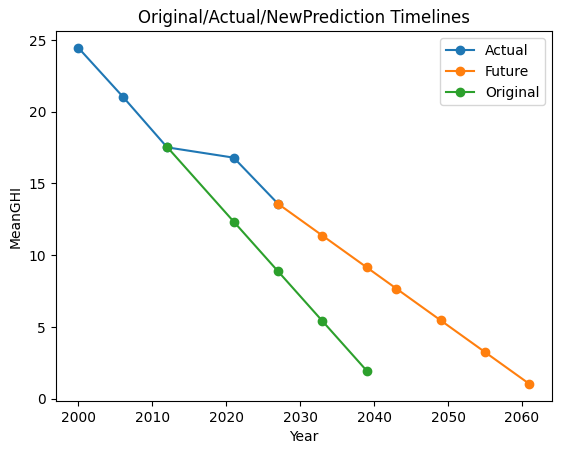 Original/Actual/NewPrediction Timelines
Actual
Future
Original
25
20
15
10
5
0
MeanGHI
2000 2010 2020 2030 2040 2050 2060
Year